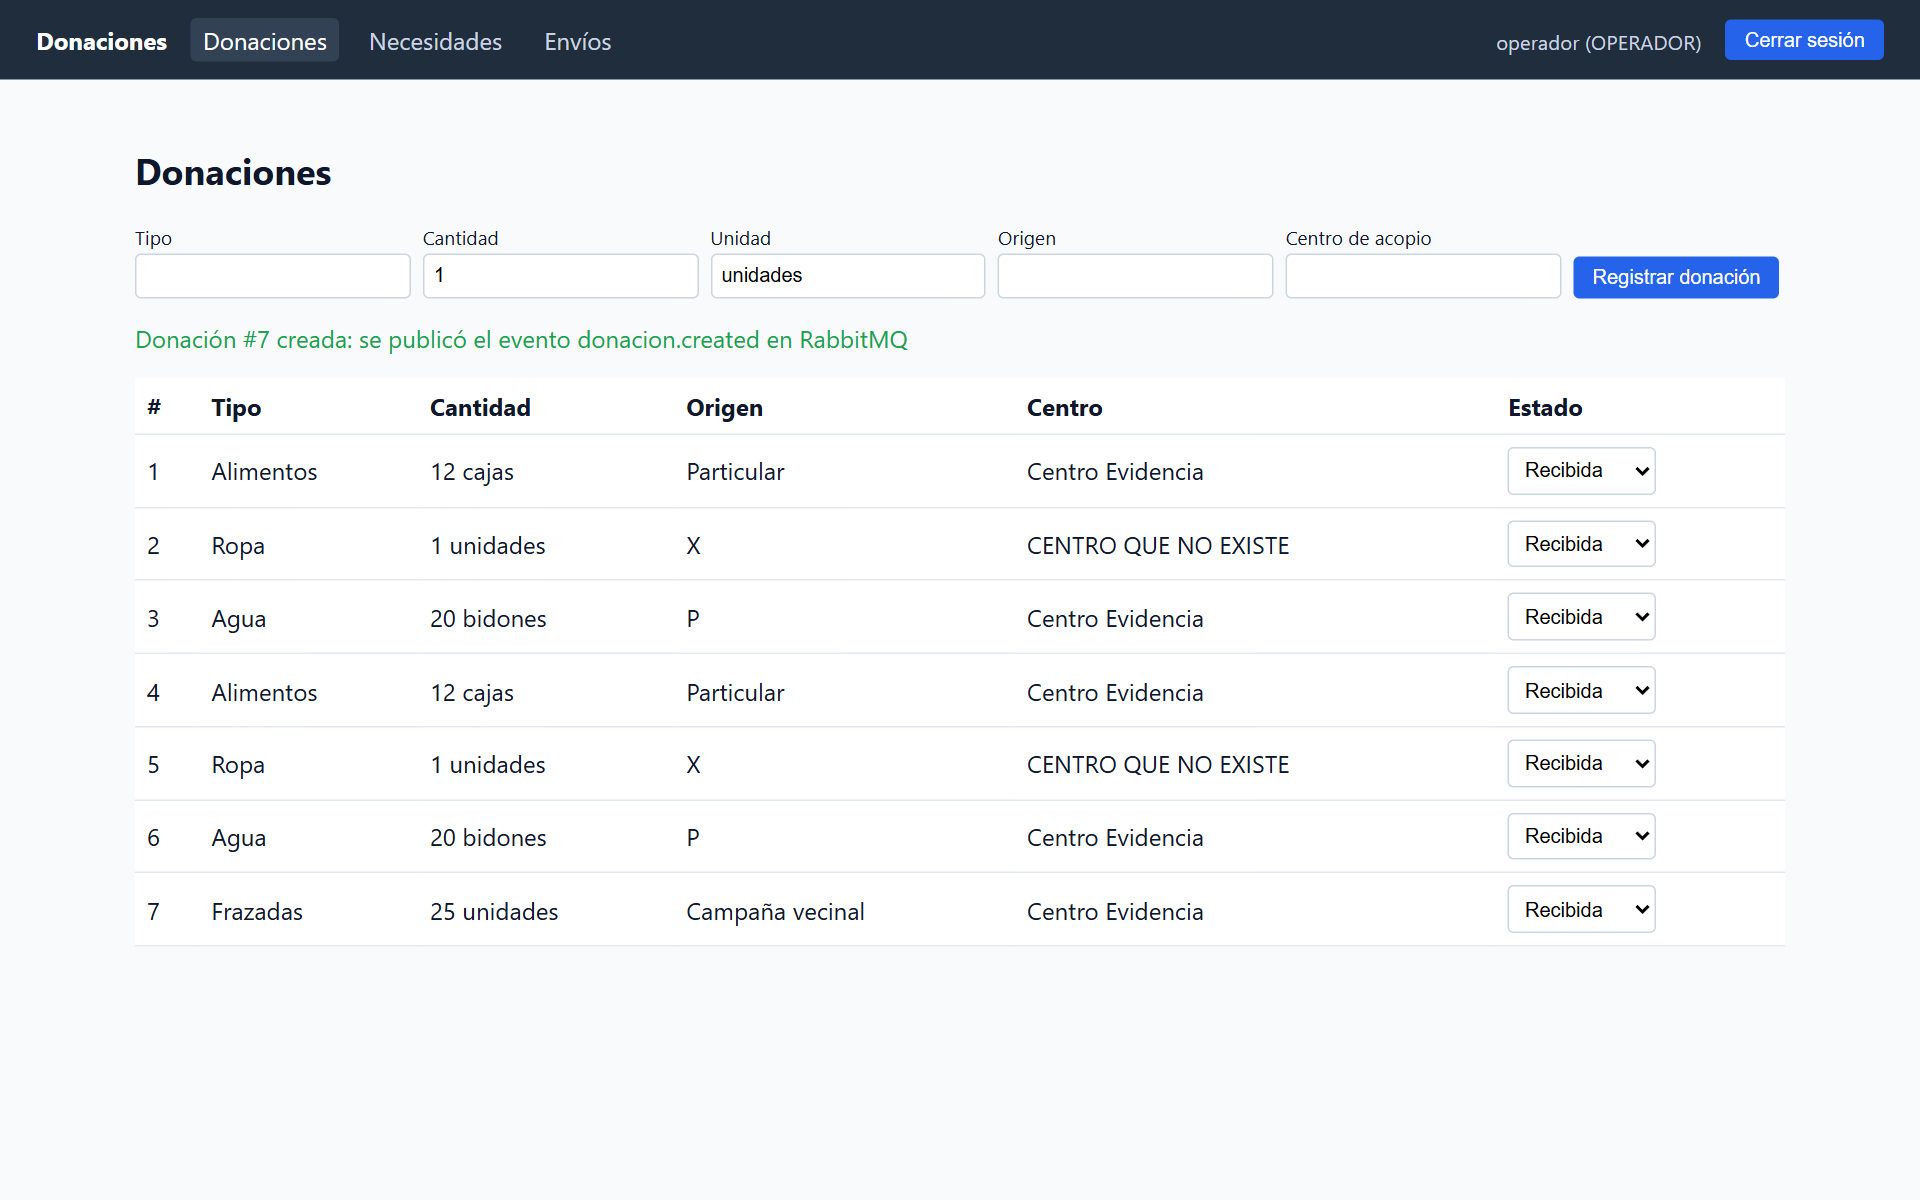 Donaciones Donaciones Necesidades Envíos operador (OPERADOR) Cerrar sesión
Donaciones
Tipo Cantidad Unidad Origen Centro de acopio
1 unidades Registrar donación
Donación #7 creada: se publicó el evento donacion.created en RabbitMQ
# Tipo Cantidad Origen Centro Estado
1 Alimentos 12 cajas Particular Centro Evidencia Recibida
2 Ropa 1 unidades X CENTRO QUE NO EXISTE Recibida
3 Agua 20 bidones P Centro Evidencia Recibida
4 Alimentos 12 cajas Particular Centro Evidencia Recibida
5 Ropa 1 unidades X CENTRO QUE NO EXISTE Recibida
6 Agua 20 bidones P Centro Evidencia Recibida
7 Frazadas 25 unidades Campaña vecinal Centro Evidencia Recibida